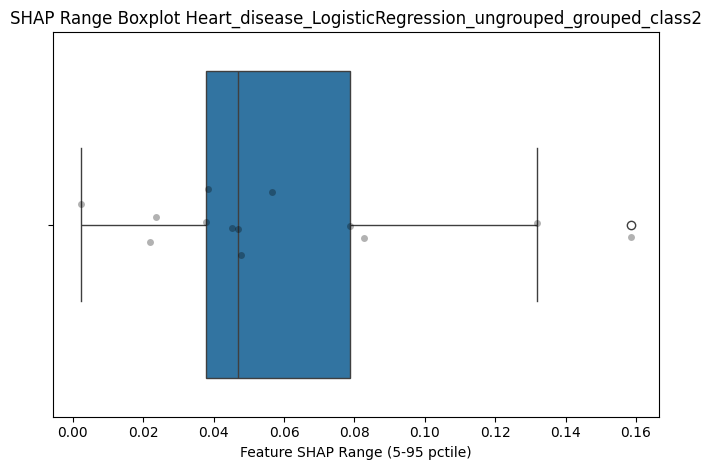 SHAP Range Boxplot Heart_disease_LogisticRegression_ungrouped_grouped_class2
0.00 0.02 0.04 0.06 0.08 0.10 0.12 0.14 0.16
Feature SHAP Range (5-95 pctile)